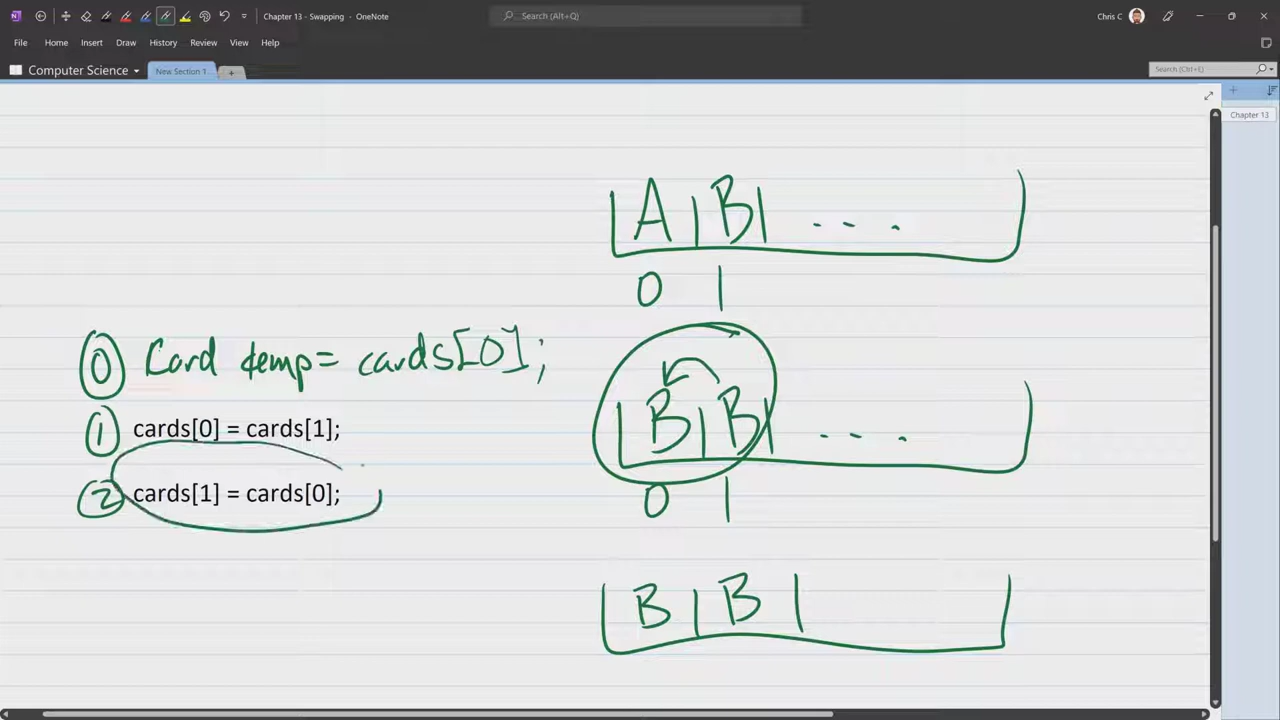 Chapter 13 - Swapping - OneNote
Search (Alt+Q)
Chris C
File Home Insert Draw History Review View Help
Computer Science
New Section 1
+
Search (Ctrl+E)
+
Chapter 13
A B . . .
0 1
0 Card temp = cards[0];
1 cards[0] = cards[1];
B B . . .
2 cards[1] = cards[0];
0 1
B B